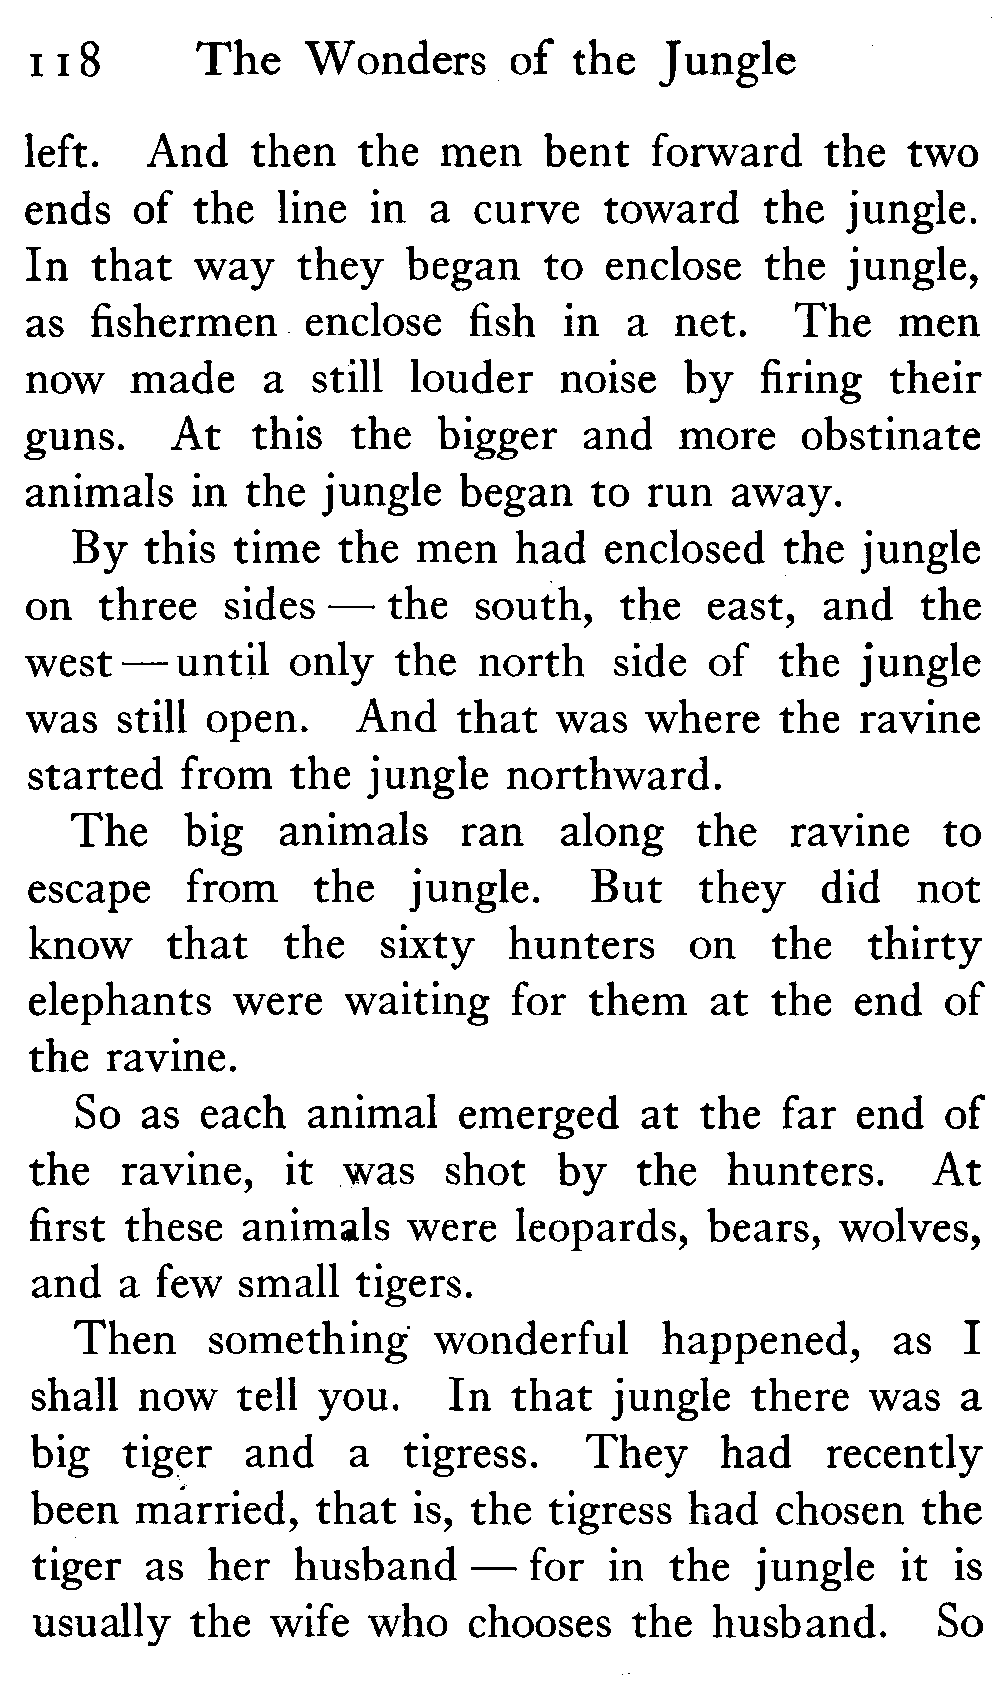 118 The Wonders of the Jungle
left. And then the men bent forward the two
ends of the line in a curve toward the jungle.
In that way they began to enclose the jungle,
as fishermen enclose fish in a net. The men
now made a still louder noise by firing their
guns. At this the bigger and more obstinate
animals in the jungle began to run away.
By this time the men had enclosed the jungle
on three sides — the south, the east, and the
west — until only the north side of the jungle
was still open. And that was where the ravine
started from the jungle northward.
The big animals ran along the ravine to
escape from the jungle. But they did not
know that the sixty hunters on the thirty
elephants were waiting for them at the end of
the ravine.
So as each animal emerged at the far end of
the ravine, it was shot by the hunters. At
first these animals were leopards, bears, wolves,
and a few small tigers.
Then something wonderful happened, as I
shall now tell you. In that jungle there was a
big tiger and a tigress. They had recently
been married, that is, the tigress had chosen the
tiger as her husband — for in the jungle it is
usually the wife who chooses the husband. So